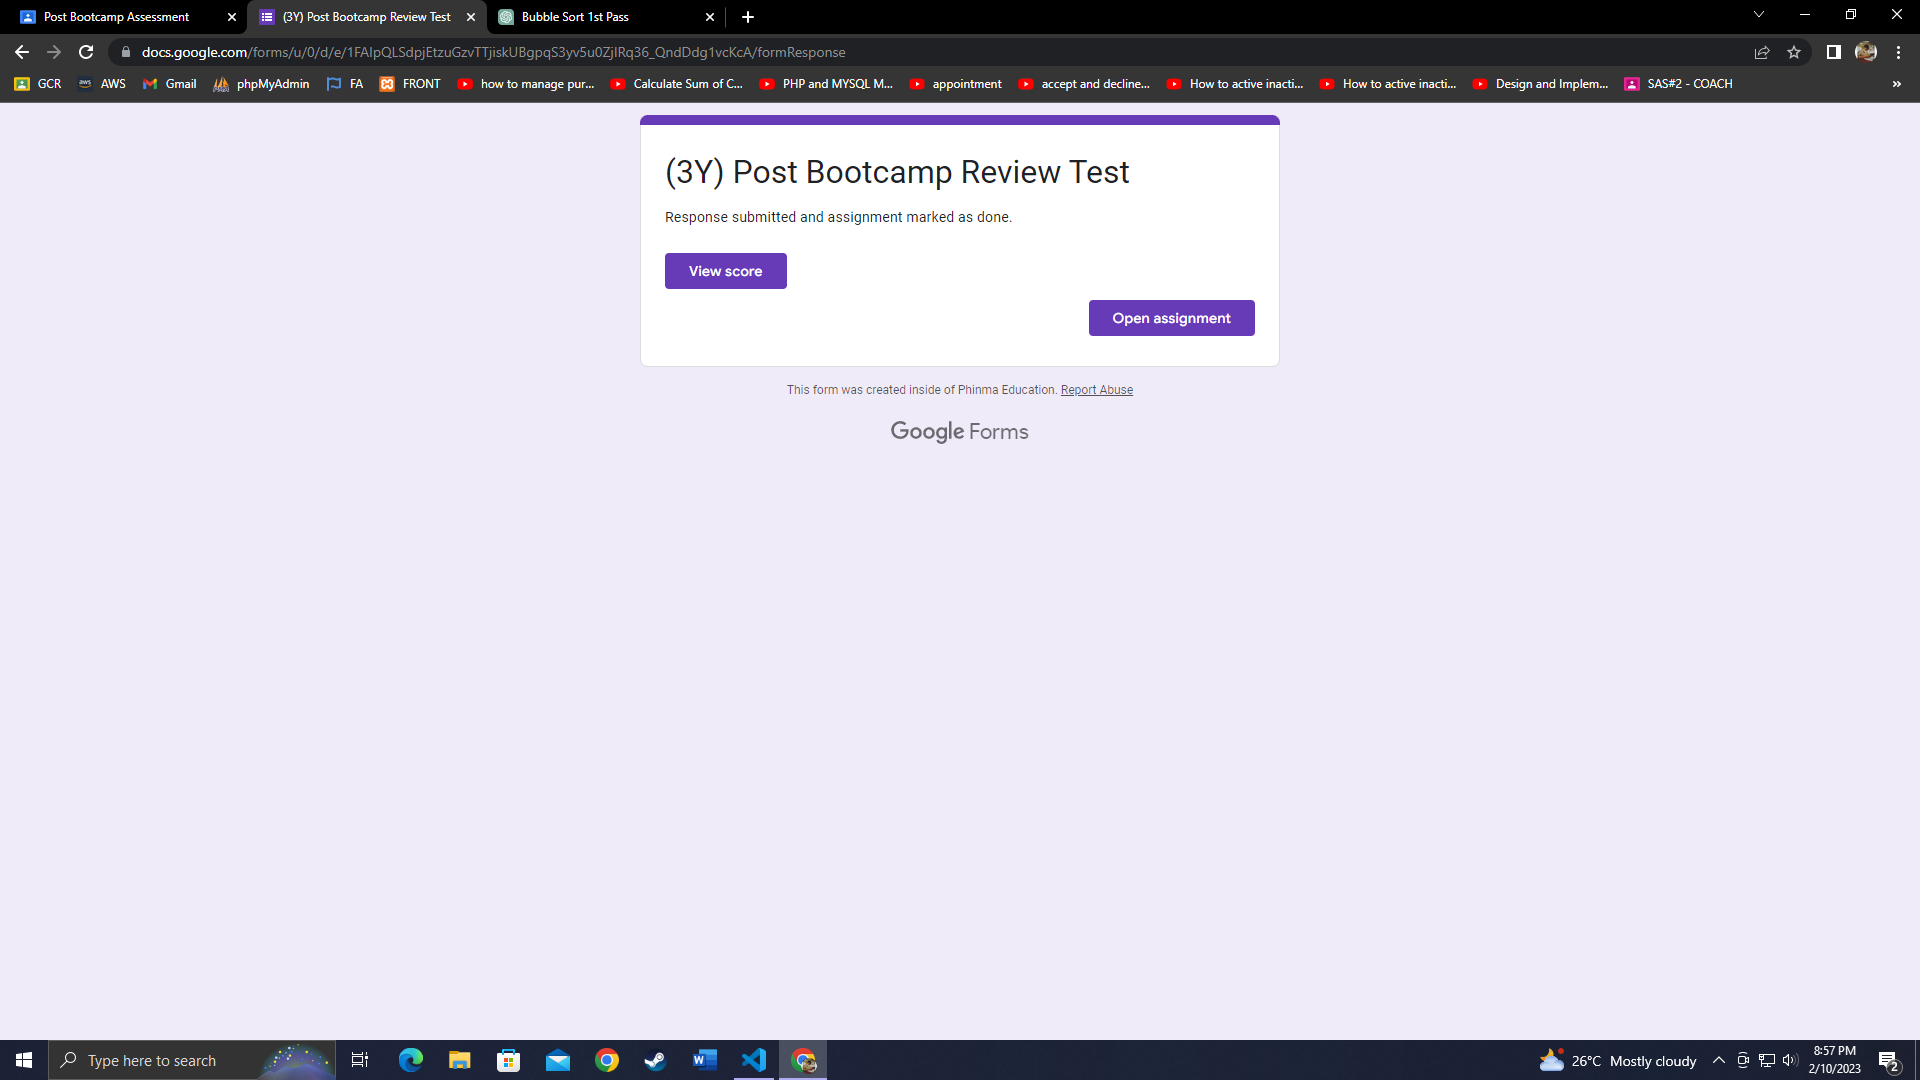 Post Bootcamp Assessment
(3Y) Post Bootcamp Review Test
Bubble Sort 1st Pass
docs.google.com/forms/u/0/d/e/1FAIpQLSdpjEtzuGzvTTjiskUBgpqS3yv5u0ZjlRq36_QndDdg1vcKcA/formResponse
GCR
aws
AWS
Gmail
phpMyAdmin
FA
FRONT
how to manage pur...
Calculate Sum of C...
PHP and MYSQL M...
appointment
accept and decline...
How to active inacti...
How to active inacti...
Design and Implem...
SAS#2 - COACH
»
(3Y) Post Bootcamp Review Test
Response submitted and assignment marked as done.
View score
Open assignment
This form was created inside of Phinma Education. Report Abuse
Google Forms
Type here to search
26°C Mostly cloudy
8:57 PM
2/10/2023
2